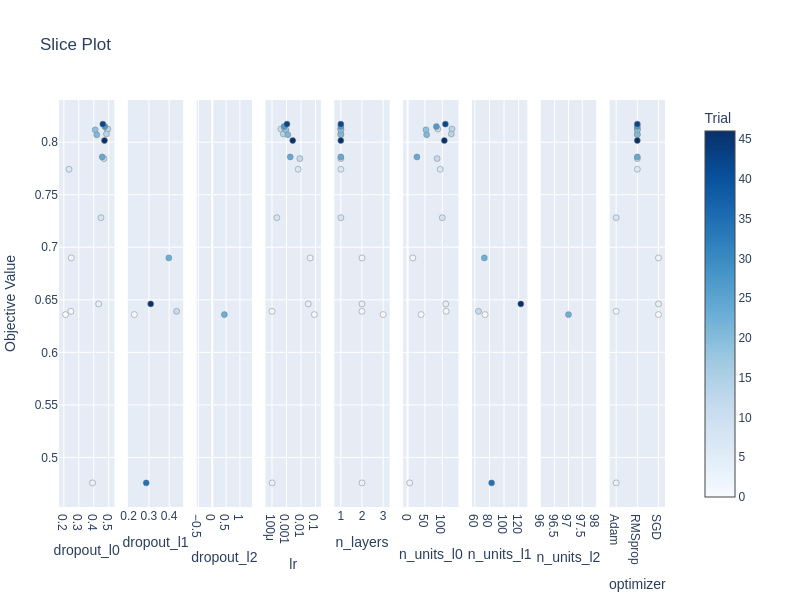 Slice Plot
Trial
Objective Value
0.8
0.75
0.7
0.65
0.6
0.55
0.5
0.2 0.3 0.4 0.5
dropout_l0
0.2 0.3 0.4
dropout_l1
−0.5 0 0.5 1
dropout_l2
100μ 0.001 0.01 0.1
lr
1 2 3
n_layers
0 50 100
n_units_l0
60 80 100 120
n_units_l1
96 96.5 97 97.5 98
n_units_l2
Adam RMSprop SGD
optimizer
45
40
35
30
25
20
15
10
5
0